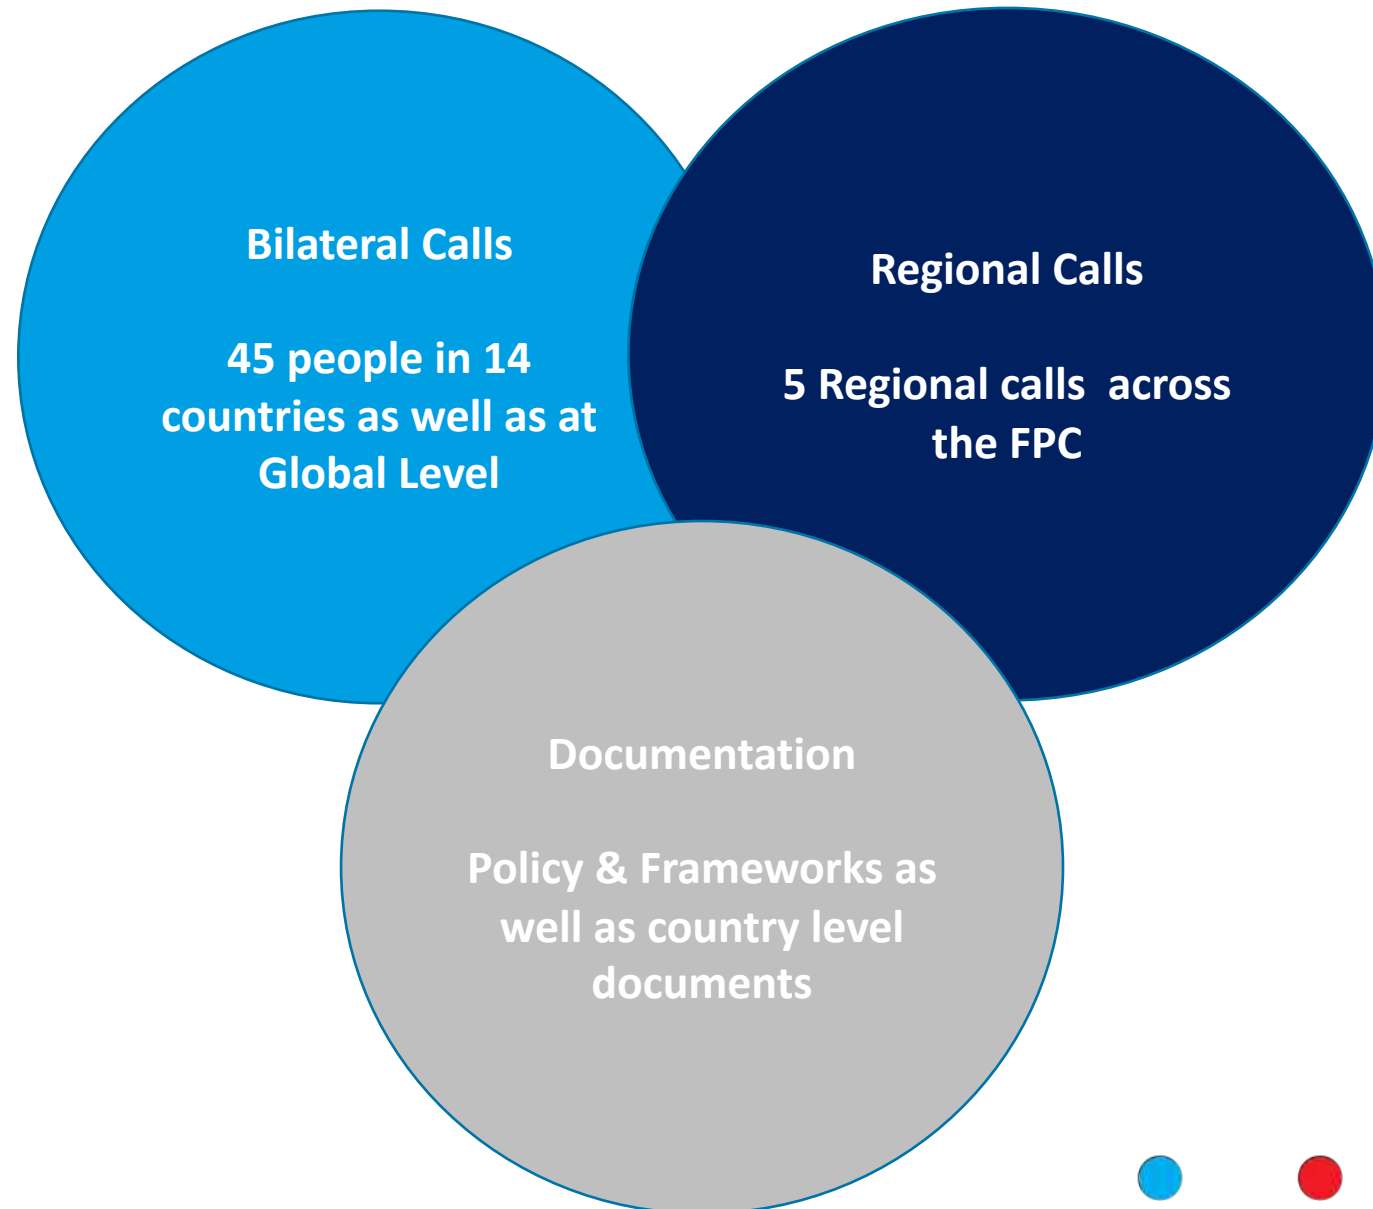 Bilateral Calls
45 people in 14
countries as well as at
Global Level
Regional Calls
5 Regional calls  across
the FPC
Documentation
Policy & Frameworks as
well as country level
documents